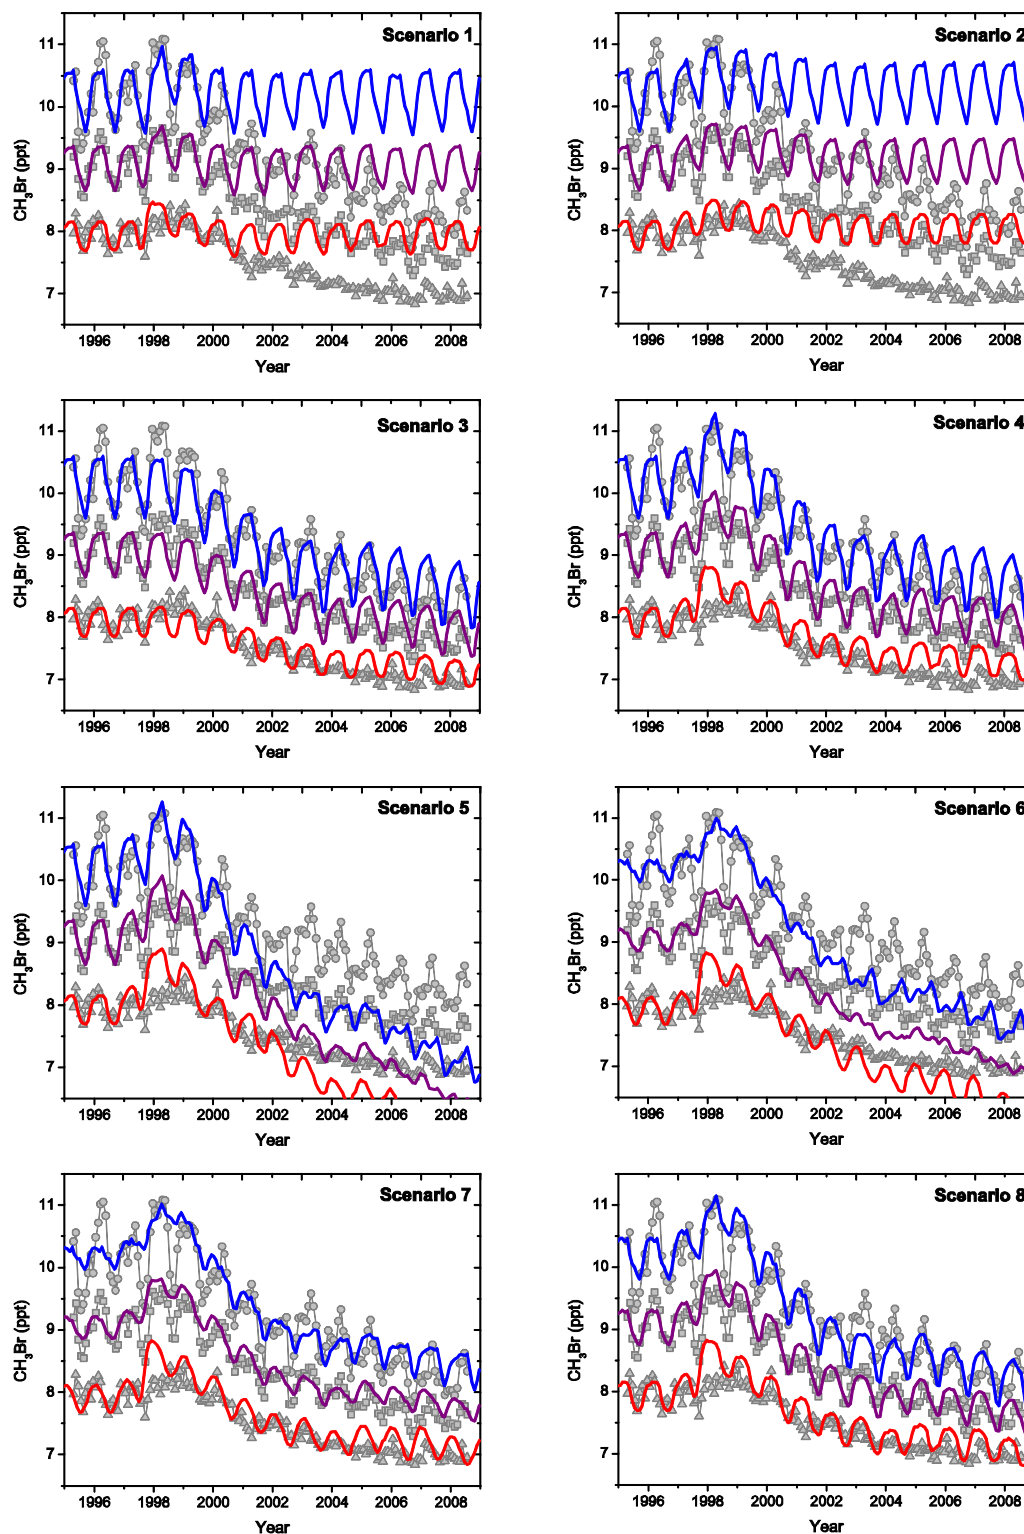 Scenario 1
11
10
9
8
7
CH3Br (ppt)
1996 1998 2000 2002 2004 2006 2008
Year
Scenario 2
11
10
9
8
7
CH3Br (ppt)
1996 1998 2000 2002 2004 2006 2008
Year
Scenario 3
11
10
9
8
7
CH3Br (ppt)
1996 1998 2000 2002 2004 2006 2008
Year
Scenario 4
11
10
9
8
7
CH3Br (ppt)
1996 1998 2000 2002 2004 2006 2008
Year
Scenario 5
11
10
9
8
7
CH3Br (ppt)
1996 1998 2000 2002 2004 2006 2008
Year
Scenario 6
11
10
9
8
7
CH3Br (ppt)
1996 1998 2000 2002 2004 2006 2008
Year
Scenario 7
11
10
9
8
7
CH3Br (ppt)
1996 1998 2000 2002 2004 2006 2008
Year
Scenario 8
11
10
9
8
7
CH3Br (ppt)
1996 1998 2000 2002 2004 2006 2008
Year